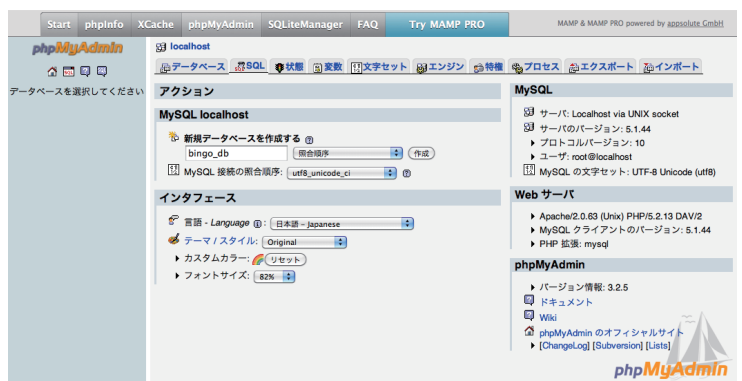 Start phpInfo XCache phpMyAdmin SQLiteManager FAQ Try MAMP PRO MAMP & MAMP PRO powered by appsolute GmbH
phpMyAdmin
データベースを選択してください
localhost
データベース SQL 状態 変数 文字セット エンジン 特権 プロセス エクスポート インポート
アクション
MySQL localhost
新規データベースを作成する
bingo_db 照合順序 作成
MySQL 接続の照合順序: utf8_unicode_ci
インタフェース
言語 - Language : 日本語 - Japanese
テーマ / スタイル: Original
カスタムカラー: リセット
フォントサイズ: 82%
MySQL
サーバ: Localhost via UNIX socket
サーバのバージョン: 5.1.44
プロトコルバージョン: 10
ユーザ: root@localhost
MySQL の文字セット: UTF-8 Unicode (utf8)
Web サーバ
Apache/2.0.63 (Unix) PHP/5.2.13 DAV/2
MySQL クライアントのバージョン: 5.1.44
PHP 拡張: mysql
phpMyAdmin
バージョン情報: 3.2.5
ドキュメント
Wiki
phpMyAdmin のオフィシャルサイト
[ChangeLog] [Subversion] [Lists]
phpMyAdmin